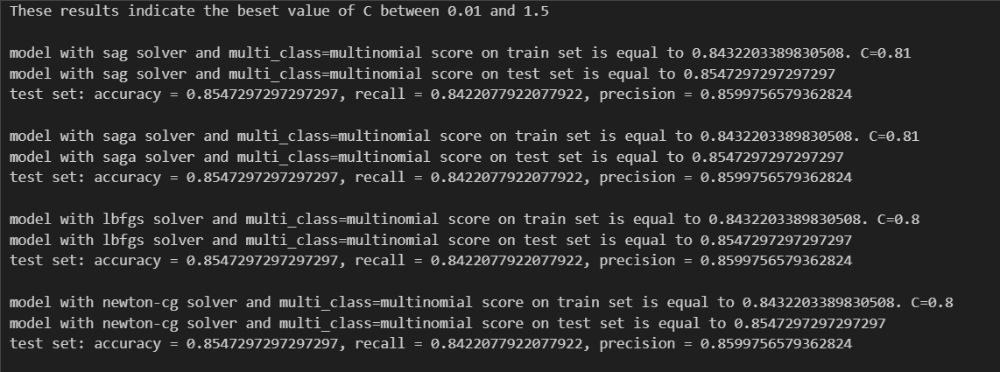 These results indicate the beset value of C between 0.01 and 1.5
model with sag solver and multi_class=multinomial score on train set is equal to 0.8432203389830508. C=0.81
model with sag solver and multi_class=multinomial score on test set is equal to 0.8547297297297297
test set: accuracy = 0.8547297297297297, recall = 0.8422077922077922, precision = 0.8599756579362824
model with saga solver and multi_class=multinomial score on train set is equal to 0.8432203389830508. C=0.81
model with saga solver and multi_class=multinomial score on test set is equal to 0.8547297297297297
test set: accuracy = 0.8547297297297297, recall = 0.8422077922077922, precision = 0.8599756579362824
model with lbfgs solver and multi_class=multinomial score on train set is equal to 0.8432203389830508. C=0.8
model with lbfgs solver and multi_class=multinomial score on test set is equal to 0.8547297297297297
test set: accuracy = 0.8547297297297297, recall = 0.8422077922077922, precision = 0.8599756579362824
model with newton-cg solver and multi_class=multinomial score on train set is equal to 0.8432203389830508. C=0.8
model with newton-cg solver and multi_class=multinomial score on test set is equal to 0.8547297297297297
test set: accuracy = 0.8547297297297297, recall = 0.8422077922077922, precision = 0.8599756579362824